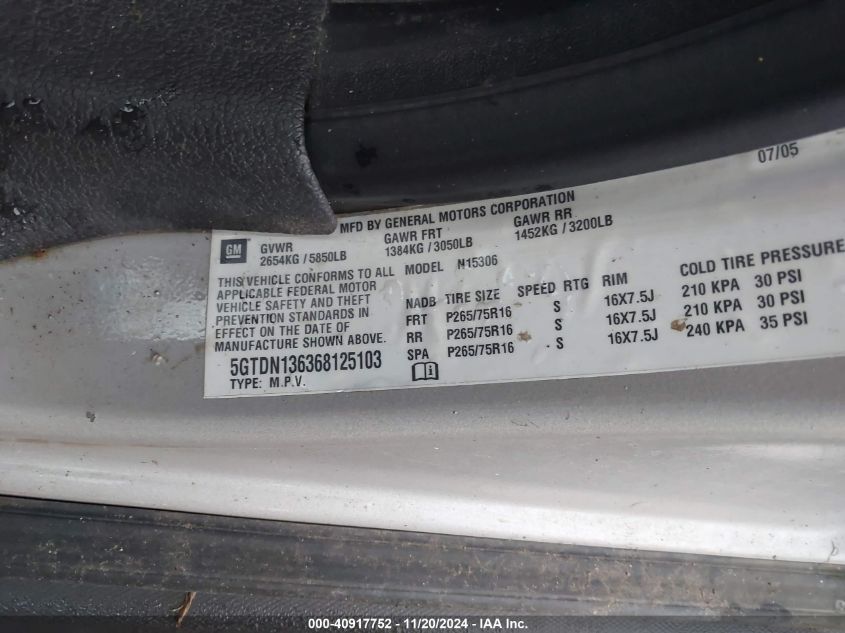 07/05
MFD BY GENERAL MOTORS CORPORATION
GM
GVWR GAWR FRT GAWR RR
2654KG / 5850LB 1384KG / 3050LB 1452KG / 3200LB
THIS VEHICLE CONFORMS TO ALL
APPLICABLE FEDERAL MOTOR
VEHICLE SAFETY AND THEFT
PREVENTION STANDARDS IN
EFFECT ON THE DATE OF
MANUFACTURE SHOWN ABOVE.
5GTDN136368125103
TYPE: M.P.V.
MODEL N15306
NADB TIRE SIZE SPEED RTG RIM COLD TIRE PRESSURE
FRT P265/75R16 S 16X7.5J 210 KPA 30 PSI
RR P265/75R16 S 16X7.5J 210 KPA 30 PSI
SPA P265/75R16 S 16X7.5J 240 KPA 35 PSI
000-40917752 - 11/20/2024 - IAA Inc.